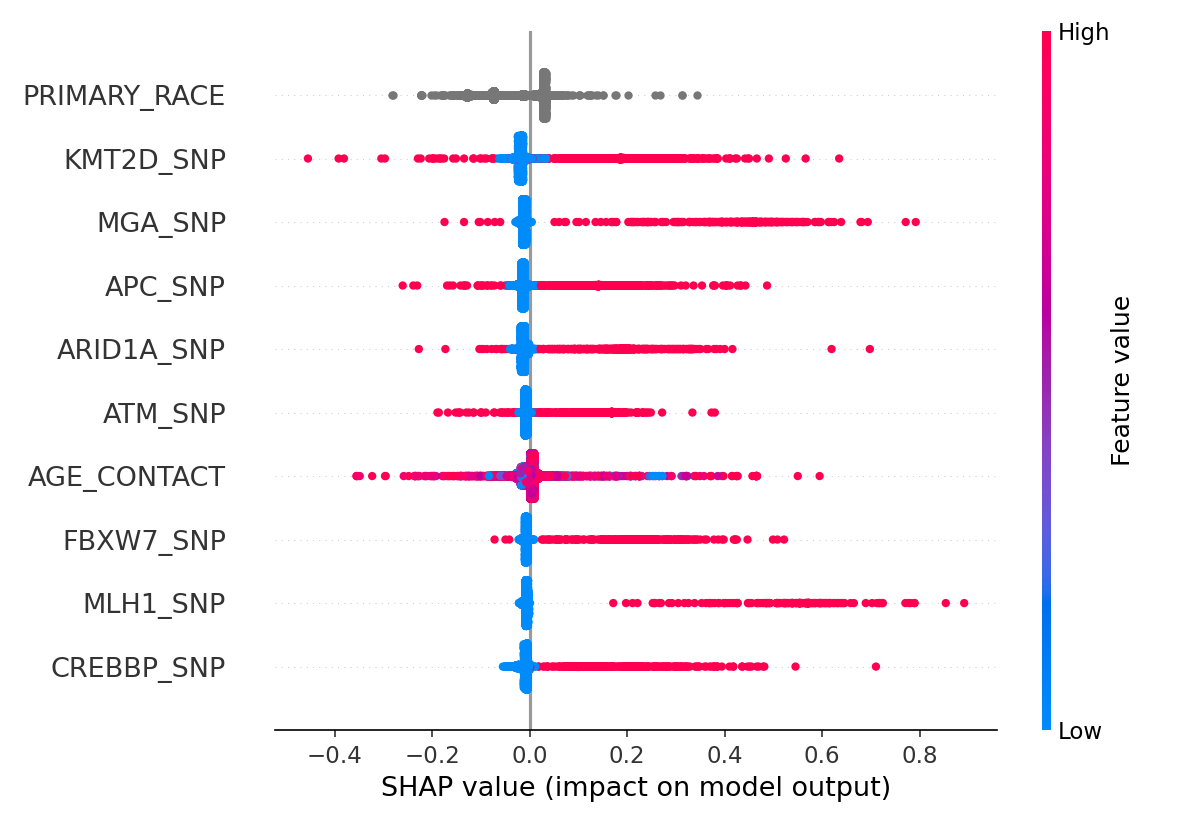 High
PRIMARY_RACE
KMT2D_SNP
MGA_SNP
APC_SNP
ARID1A_SNP
ATM_SNP
AGE_CONTACT
FBXW7_SNP
MLH1_SNP
CREBBP_SNP
Feature value
Low
−0.4 −0.2 0.0 0.2 0.4 0.6 0.8
SHAP value (impact on model output)